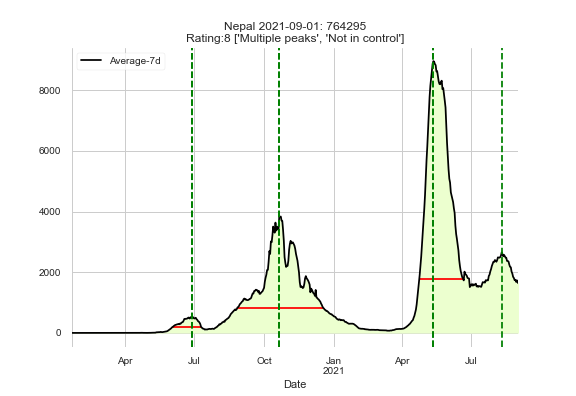 Nepal 2021-09-01: 764295
Rating:8 ['Multiple peaks', 'Not in control']
Average-7d
8000
6000
4000
2000
0
Apr
Jul
Oct
Jan
2021
Apr
Jul
Date